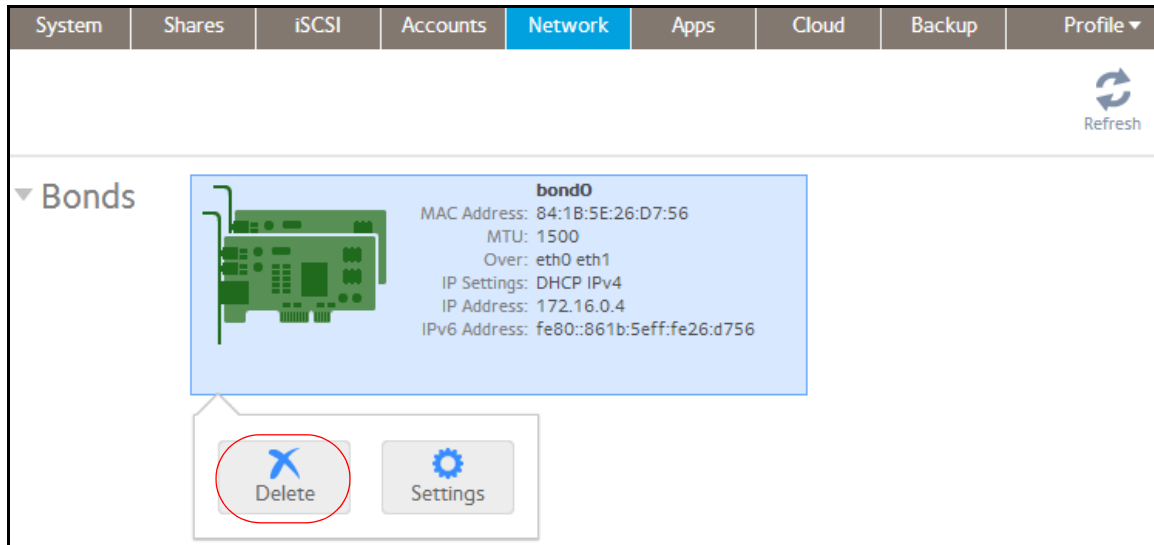 System Shares iSCSI Accounts Network Apps Cloud Backup Profile
Refresh
Bonds
bond0
MAC Address: 84:1B:5E:26:D7:56
MTU: 1500
Over: eth0 eth1
IP Settings: DHCP IPv4
IP Address: 172.16.0.4
IPv6 Address: fe80::861b:5eff:fe26:d756
Delete Settings